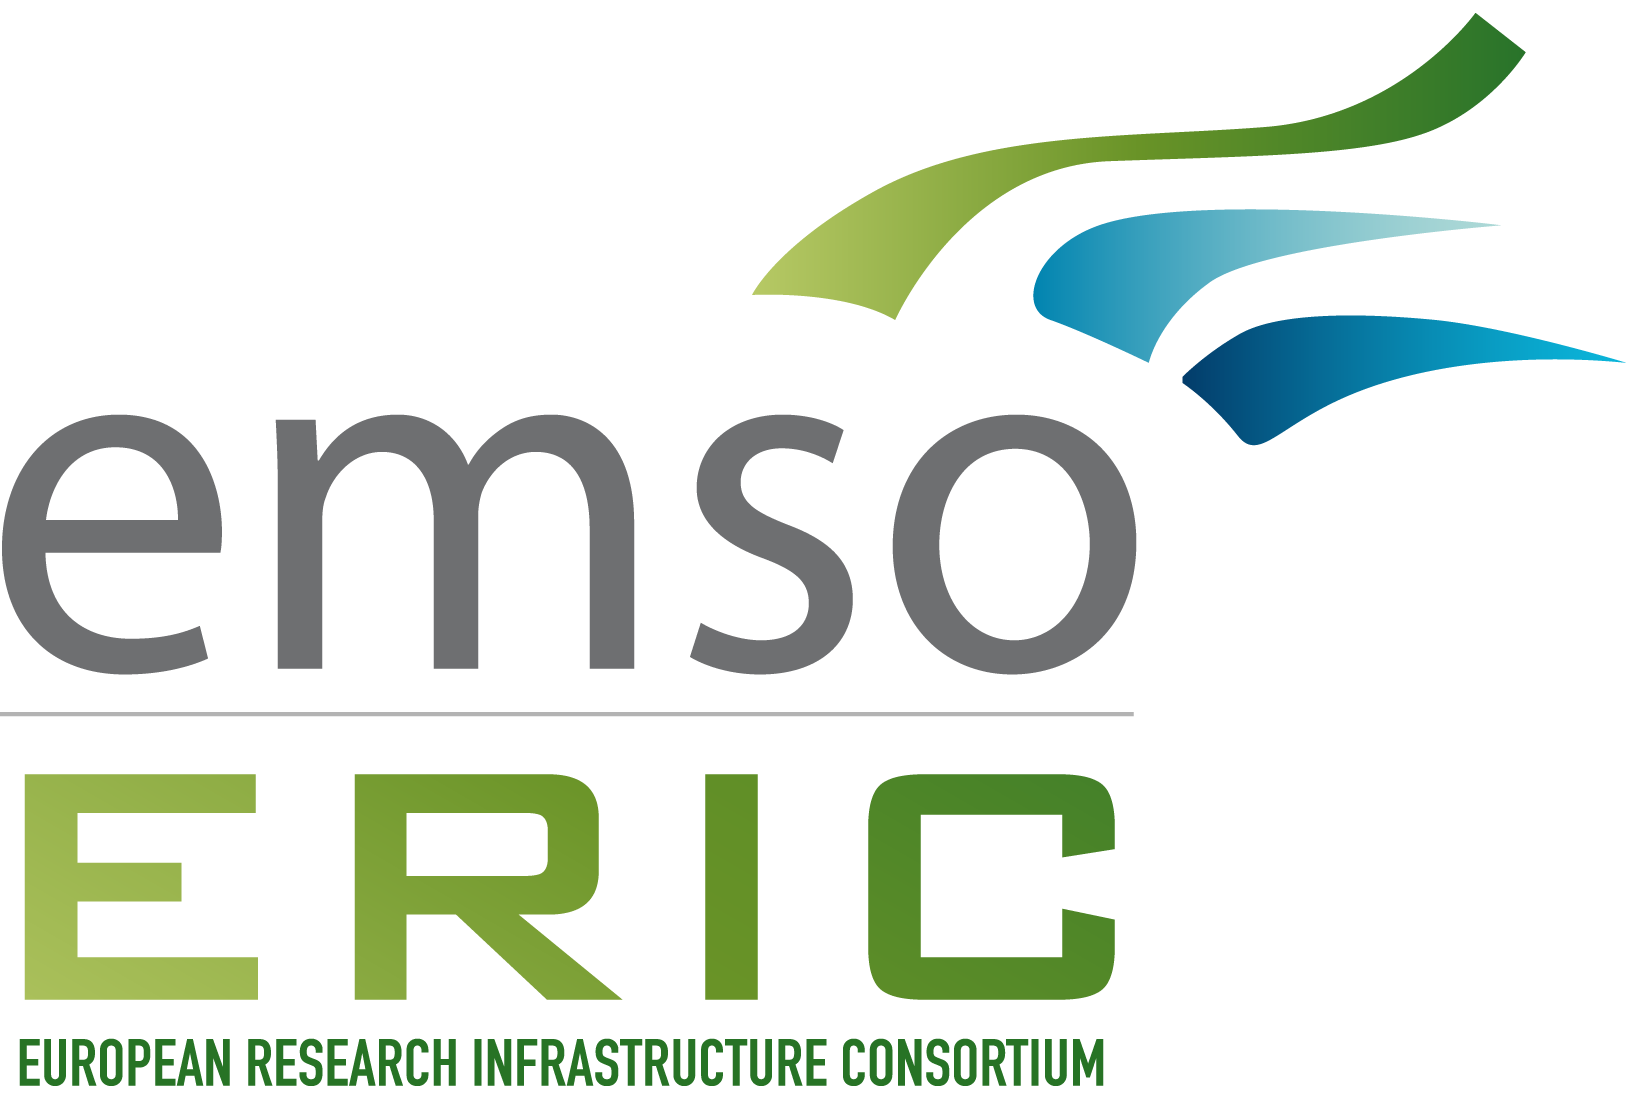 emso
ERIC
EUROPEAN RESEARCH INFRASTRUCTURE CONSORTIUM